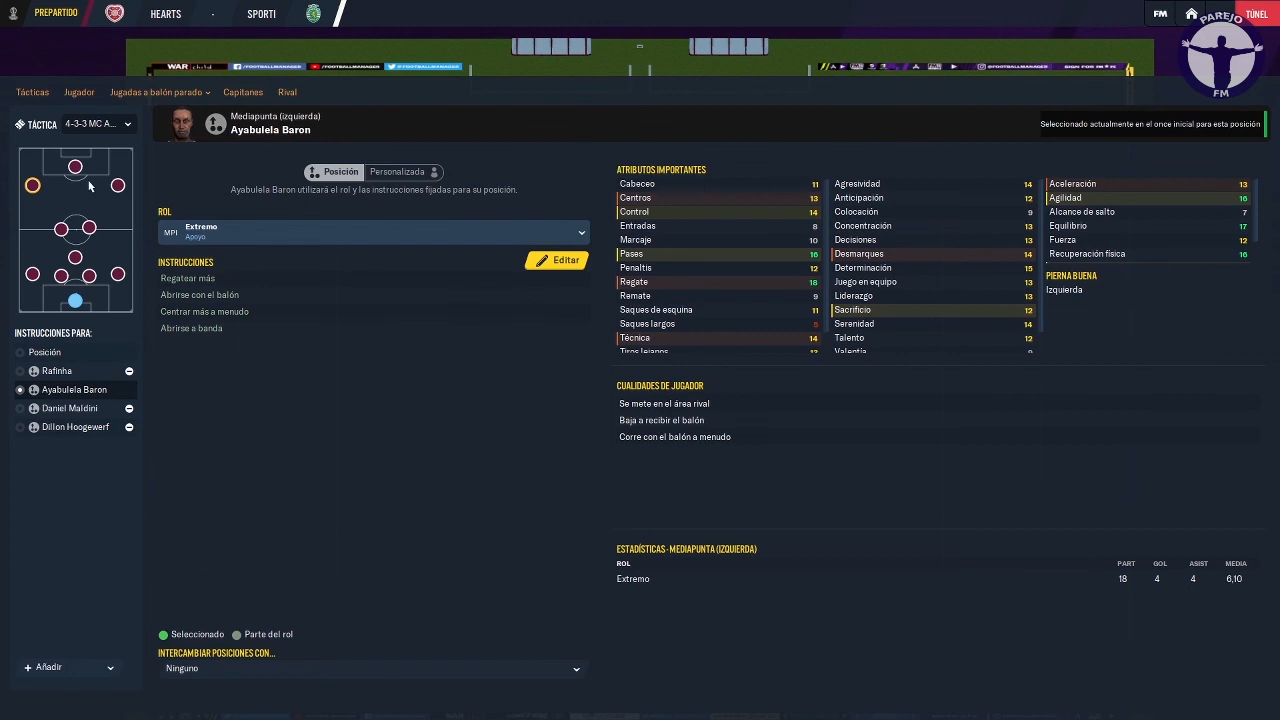 PREPARTIDO HEARTS - SPORTI FM TÚNEL
PAREJO
FM
WAR child /FOOTBALLMANAGER /FOOTBALLMANAGER @FOOTBALLMANAGER
Tácticas Jugador Jugadas a balón parado Capitanes Rival
TÁCTICA 4-3-3 MC A...
Mediapunta (izquierda)
Ayabulela Baron
Seleccionado actualmente en el once inicial para esta posición
Posición Personalizada
Ayabulela Baron utilizará el rol y las instrucciones fijadas para su posición.
ROL
MPI Extremo
Apoyo
INSTRUCCIONES Editar
Regatear más
Abrirse con el balón
Centrar más a menudo
Abrirse a banda
INSTRUCCIONES PARA:
Posición
Rafinha
Ayabulela Baron
Daniel Maldini
Dillon Hoogewerf
Añadir
Seleccionado Parte del rol
INTERCAMBIAR POSICIONES CON...
Ninguno
ATRIBUTOS IMPORTANTES
Cabeceo 11 Agresividad 14 Aceleración 13
Centros 13 Anticipación 12 Agilidad 16
Control 14 Colocación 9 Alcance de salto 7
Entradas 8 Concentración 13 Equilibrio 17
Marcaje 10 Decisiones 13 Fuerza 12
Pases 16 Desmarques 14 Recuperación física 16
Penaltis 12 Determinación 15
Regate 18 Juego en equipo 13
Remate 9 Liderazgo 13
Saques de esquina 11 Sacrificio 12
Saques largos 5 Serenidad 14
Técnica 14 Talento 12
Tiros lejanos Valentía
PIERNA BUENA
Izquierda
CUALIDADES DE JUGADOR
Se mete en el área rival
Baja a recibir el balón
Corre con el balón a menudo
ESTADÍSTICAS - MEDIAPUNTA (IZQUIERDA)
ROL PART GOL ASIST MEDIA
Extremo 18 4 4 6,10